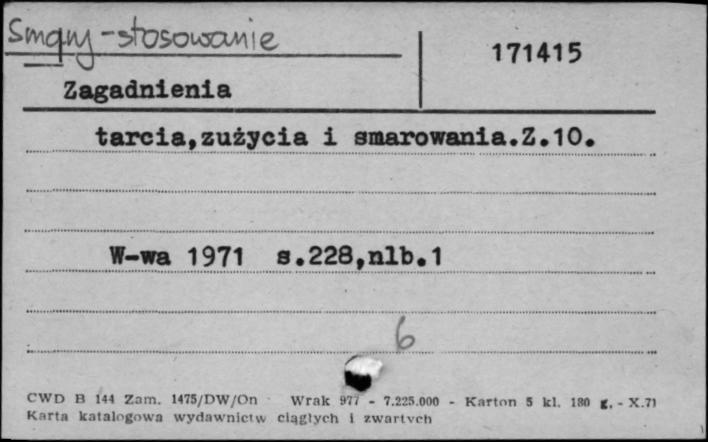 Smary-stosowanie
171415
Zagadnienia
tarcia,zużycia i smarowania.Z.10.
W-wa 1971 s.228,nlb.1
6
CWD B 144 Zam. 1475/DW/On Wrak 977 - 7.225.000 - Karton 5 kl. 180 g. - X.71
Karta katalogowa wydawnictw ciągłych i zwartych